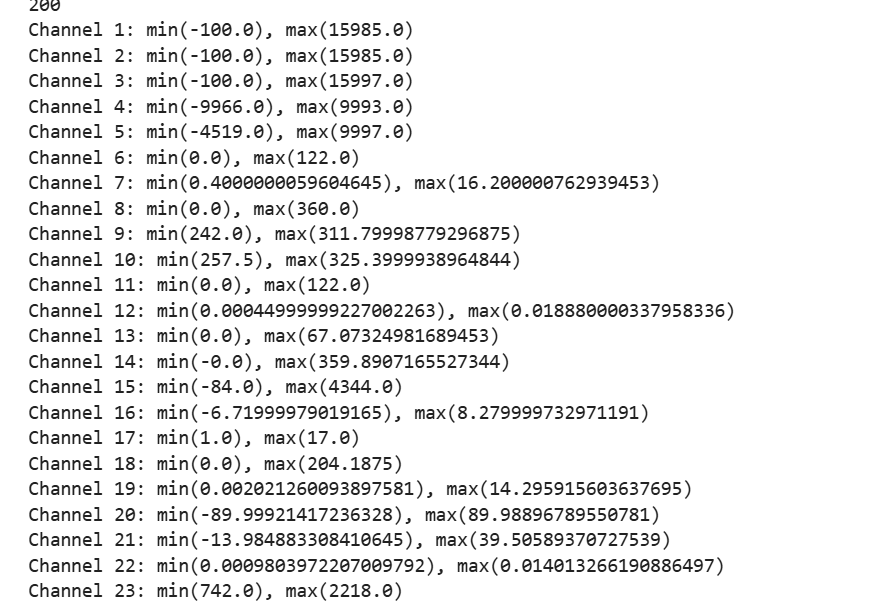 200
Channel 1: min(-100.0), max(15985.0)
Channel 2: min(-100.0), max(15985.0)
Channel 3: min(-100.0), max(15997.0)
Channel 4: min(-9966.0), max(9993.0)
Channel 5: min(-4519.0), max(9997.0)
Channel 6: min(0.0), max(122.0)
Channel 7: min(0.4000000059604645), max(16.200000762939453)
Channel 8: min(0.0), max(360.0)
Channel 9: min(242.0), max(311.79998779296875)
Channel 10: min(257.5), max(325.3999938964844)
Channel 11: min(0.0), max(122.0)
Channel 12: min(0.00044999999227002263), max(0.018880000337958336)
Channel 13: min(0.0), max(67.07324981689453)
Channel 14: min(-0.0), max(359.8907165527344)
Channel 15: min(-84.0), max(4344.0)
Channel 16: min(-6.71999979019165), max(8.279999732971191)
Channel 17: min(1.0), max(17.0)
Channel 18: min(0.0), max(204.1875)
Channel 19: min(0.002021260093897581), max(14.295915603637695)
Channel 20: min(-89.99921417236328), max(89.98896789550781)
Channel 21: min(-13.984883308410645), max(39.50589370727539)
Channel 22: min(0.0009803972207009792), max(0.014013266190886497)
Channel 23: min(742.0), max(2218.0)